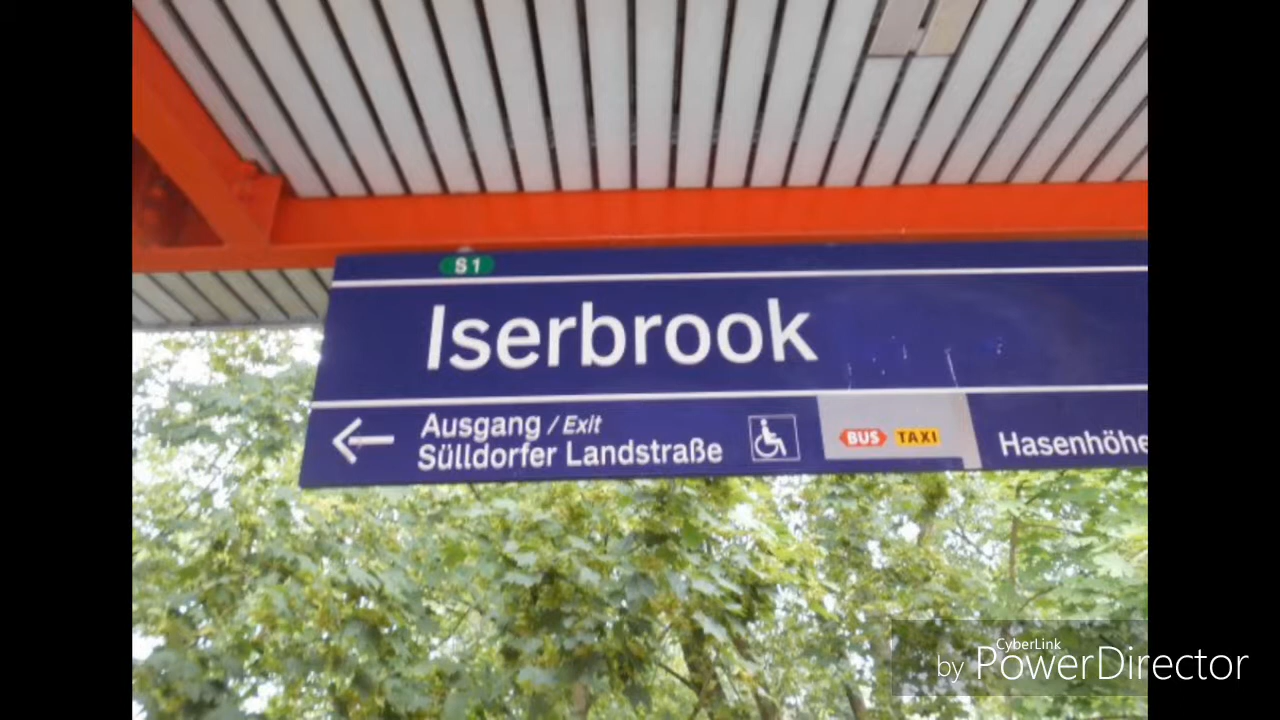 S1
Iserbrook
Ausgang / Exit
Sülldorfer Landstraße
BUS TAXI
Hasenhöhe
CyberLink
by PowerDirector